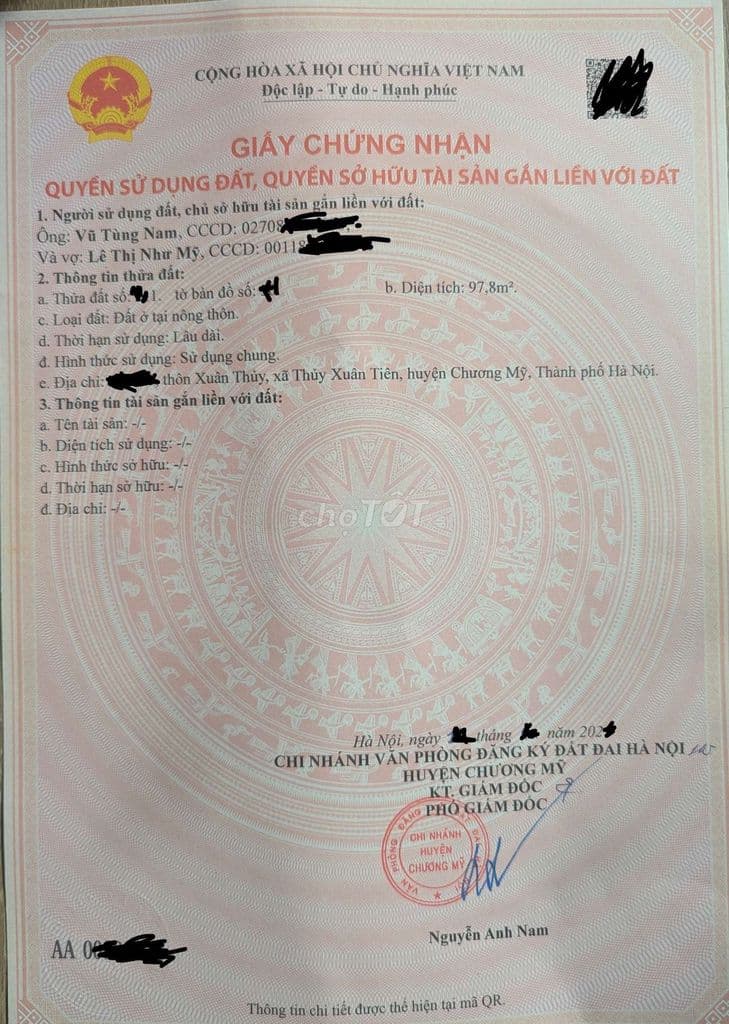 CỘNG HÒA XÃ HỘI CHỦ NGHĨA VIỆT NAM
Độc lập - Tự do - Hạnh phúc
GIẤY CHỨNG NHẬN
QUYỀN SỬ DỤNG ĐẤT, QUYỀN SỞ HỮU TÀI SẢN GẮN LIỀN VỚI ĐẤT
1. Người sử dụng đất, chủ sở hữu tài sản gắn liền với đất:
Ông: Vũ Tùng Nam, CCCD: 02708
Và vợ: Lê Thị Như Mỹ, CCCD: 00118
2. Thông tin thửa đất:
a. Thửa đất số: 1. tờ bản đồ số: b. Diện tích: 97,8m².
c. Loại đất: Đất ở tại nông thôn.
d. Thời hạn sử dụng: Lâu dài.
đ. Hình thức sử dụng: Sử dụng chung.
e. Địa chỉ: thôn Xuân Thủy, xã Thủy Xuân Tiên, huyện Chương Mỹ, Thành phố Hà Nội.
3. Thông tin tài sản gắn liền với đất:
a. Tên tài sản: -/-
b. Diện tích sử dụng: -/-
c. Hình thức sở hữu: -/-
d. Thời hạn sở hữu: -/-
đ. Địa chỉ: -/-
chợTỐT
Hà Nội, ngày tháng năm 202
CHI NHÁNH VĂN PHÒNG ĐĂNG KÝ ĐẤT ĐAI HÀ NỘI
HUYỆN CHƯƠNG MỸ
KT. GIÁM ĐỐC
PHÓ GIÁM ĐỐC
CHI NHÁNH
HUYỆN
CHƯƠNG MỸ
Nguyễn Anh Nam
AA 00
Thông tin chi tiết được thể hiện tại mã QR.